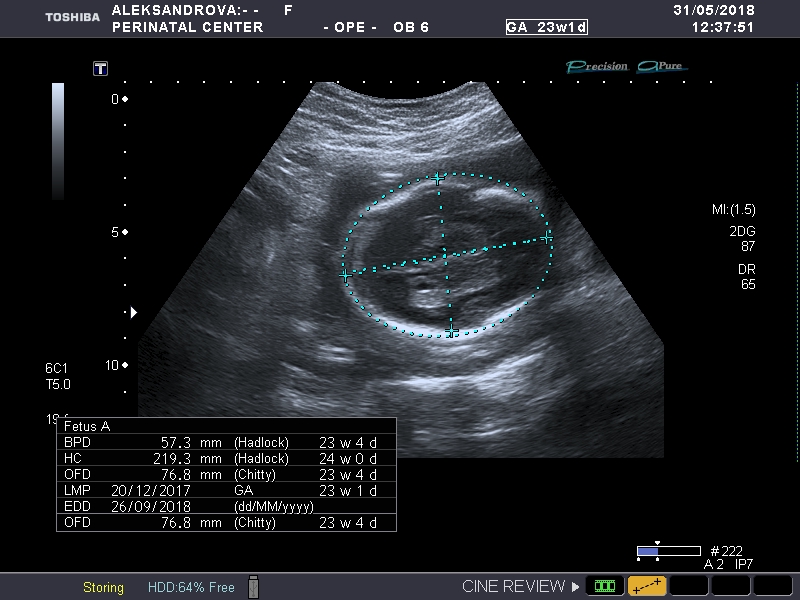 TOSHIBA
ALEKSANDROVA:- - F
PERINATAL CENTER - OPE - OB 6
GA 23w1d
31/05/2018
12:37:51
T
Precision APure
0
5
10
MI:(1.5)
2DG
87
DR
65
6C1
T5.0
Fetus A
BPD 57.3 mm (Hadlock) 23 w 4 d
HC 219.3 mm (Hadlock) 24 w 0 d
OFD 76.8 mm (Chitty) 23 w 4 d
LMP 20/12/2017 GA 23 w 1 d
EDD 26/09/2018 (dd/MM/yyyy)
OFD 76.8 mm (Chitty) 23 w 4 d
#222
A 2 IP7
Storing HDD:64% Free CINE REVIEW